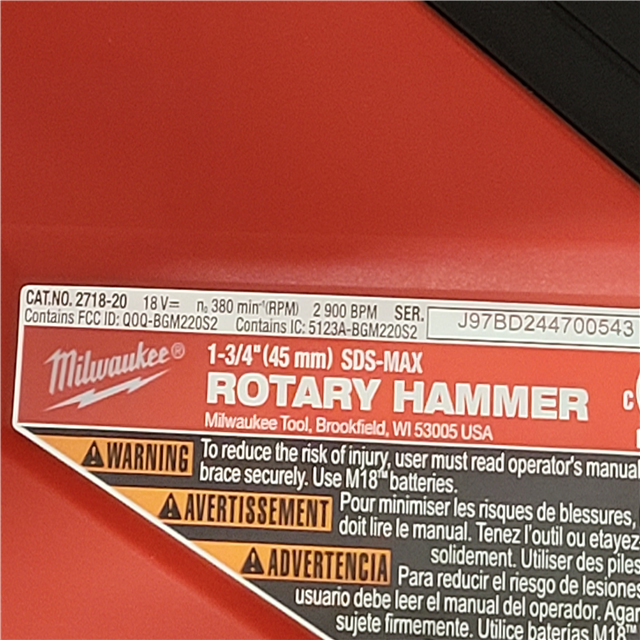 CAT.NO. 2718-20 18 V⎓ n₀ 380 min⁻¹(RPM) 2 900 BPM SER. J97BD244700543
Contains FCC ID: Q0Q-BGM220S2 Contains IC: 5123A-BGM220S2
Milwaukee®
1-3/4" (45 mm) SDS-MAX
ROTARY HAMMER
Milwaukee Tool, Brookfield, WI 53005 USA
C
WARNING To reduce the risk of injury, user must read operator's manual
brace securely. Use M18™ batteries.
AVERTISSEMENT Pour minimiser les risques de blessures,
doit lire le manual. Tenez l'outil ou etayez
solidement. Utiliser des piles
ADVERTENCIA Para reducir el riesgo de lesiones
usuario debe leer el manual del operador. Agar
sujete firmemente. Utilice baterías M18™